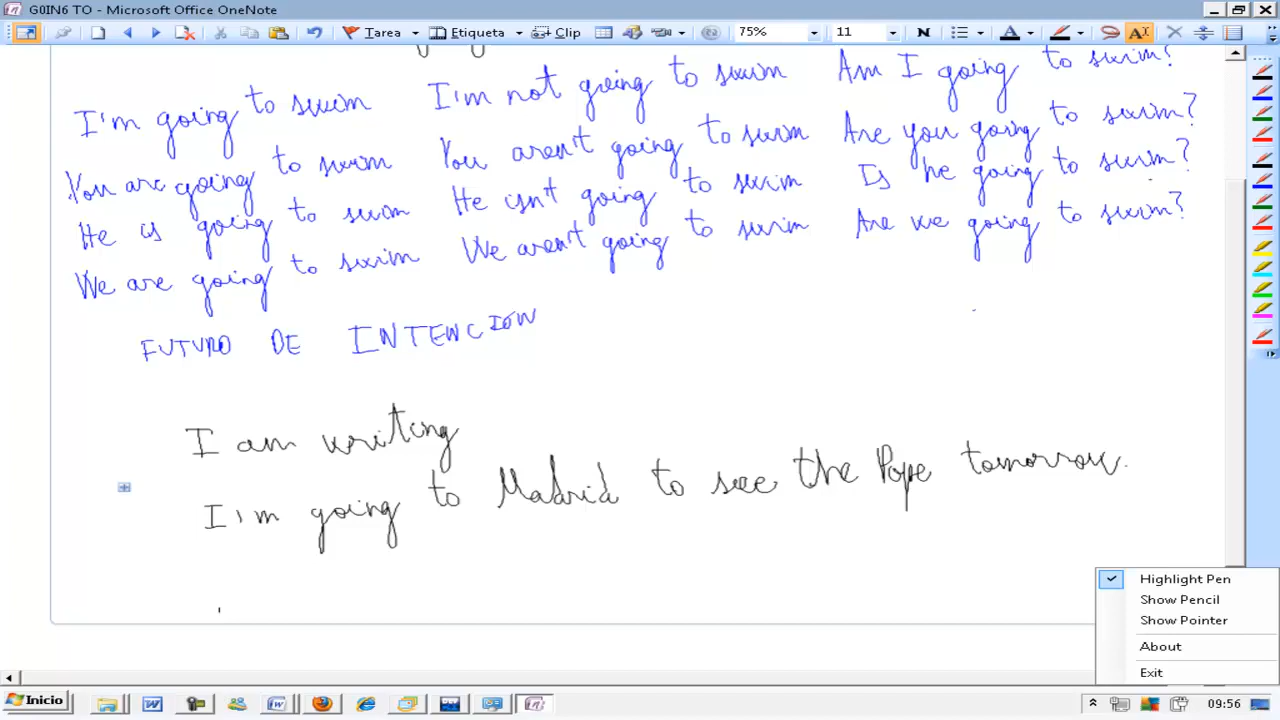 G0IN6 TO - Microsoft Office OneNote
Tarea Etiqueta Clip 75% 11 N A
I'm going to swim I'm not going to swim Am I going to swim?
You are going to swim You aren't going to swim Are you going to swim?
He is going to swim He isn't going to swim Is he going to swim?
We are going to swim We aren't going to swim Are we going to swim?
FUTURO DE INTENCION
I am writing
I'm going to Madrid to see the Pope tomorrow.
Highlight Pen
Show Pencil
Show Pointer
About
Exit
Inicio 09:56